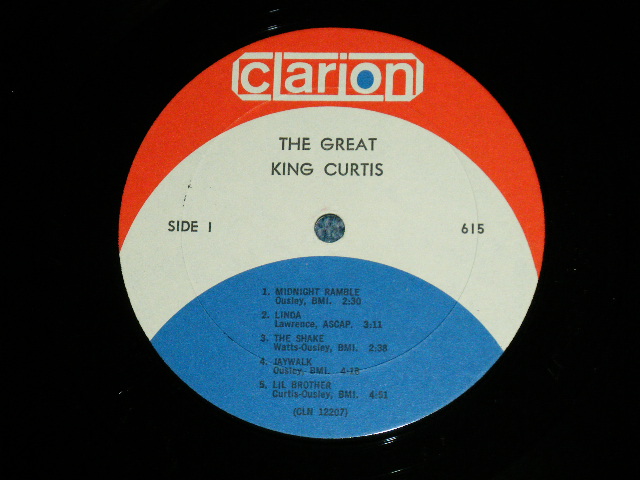 clarion
THE GREAT
KING CURTIS
SIDE 1
615
1. MIDNIGHT RAMBLE
Ousley, BMI. 2:30
2. LINDA
Lawrence, ASCAP. 3:11
3. THE SHAKE
Watts-Ousley, BMI. 2:38
4. JAYWALK
Ousley, BMI. 4:18
5. LIL BROTHER
Curtis-Ousley, BMI. 4:51
(CLN 12207)